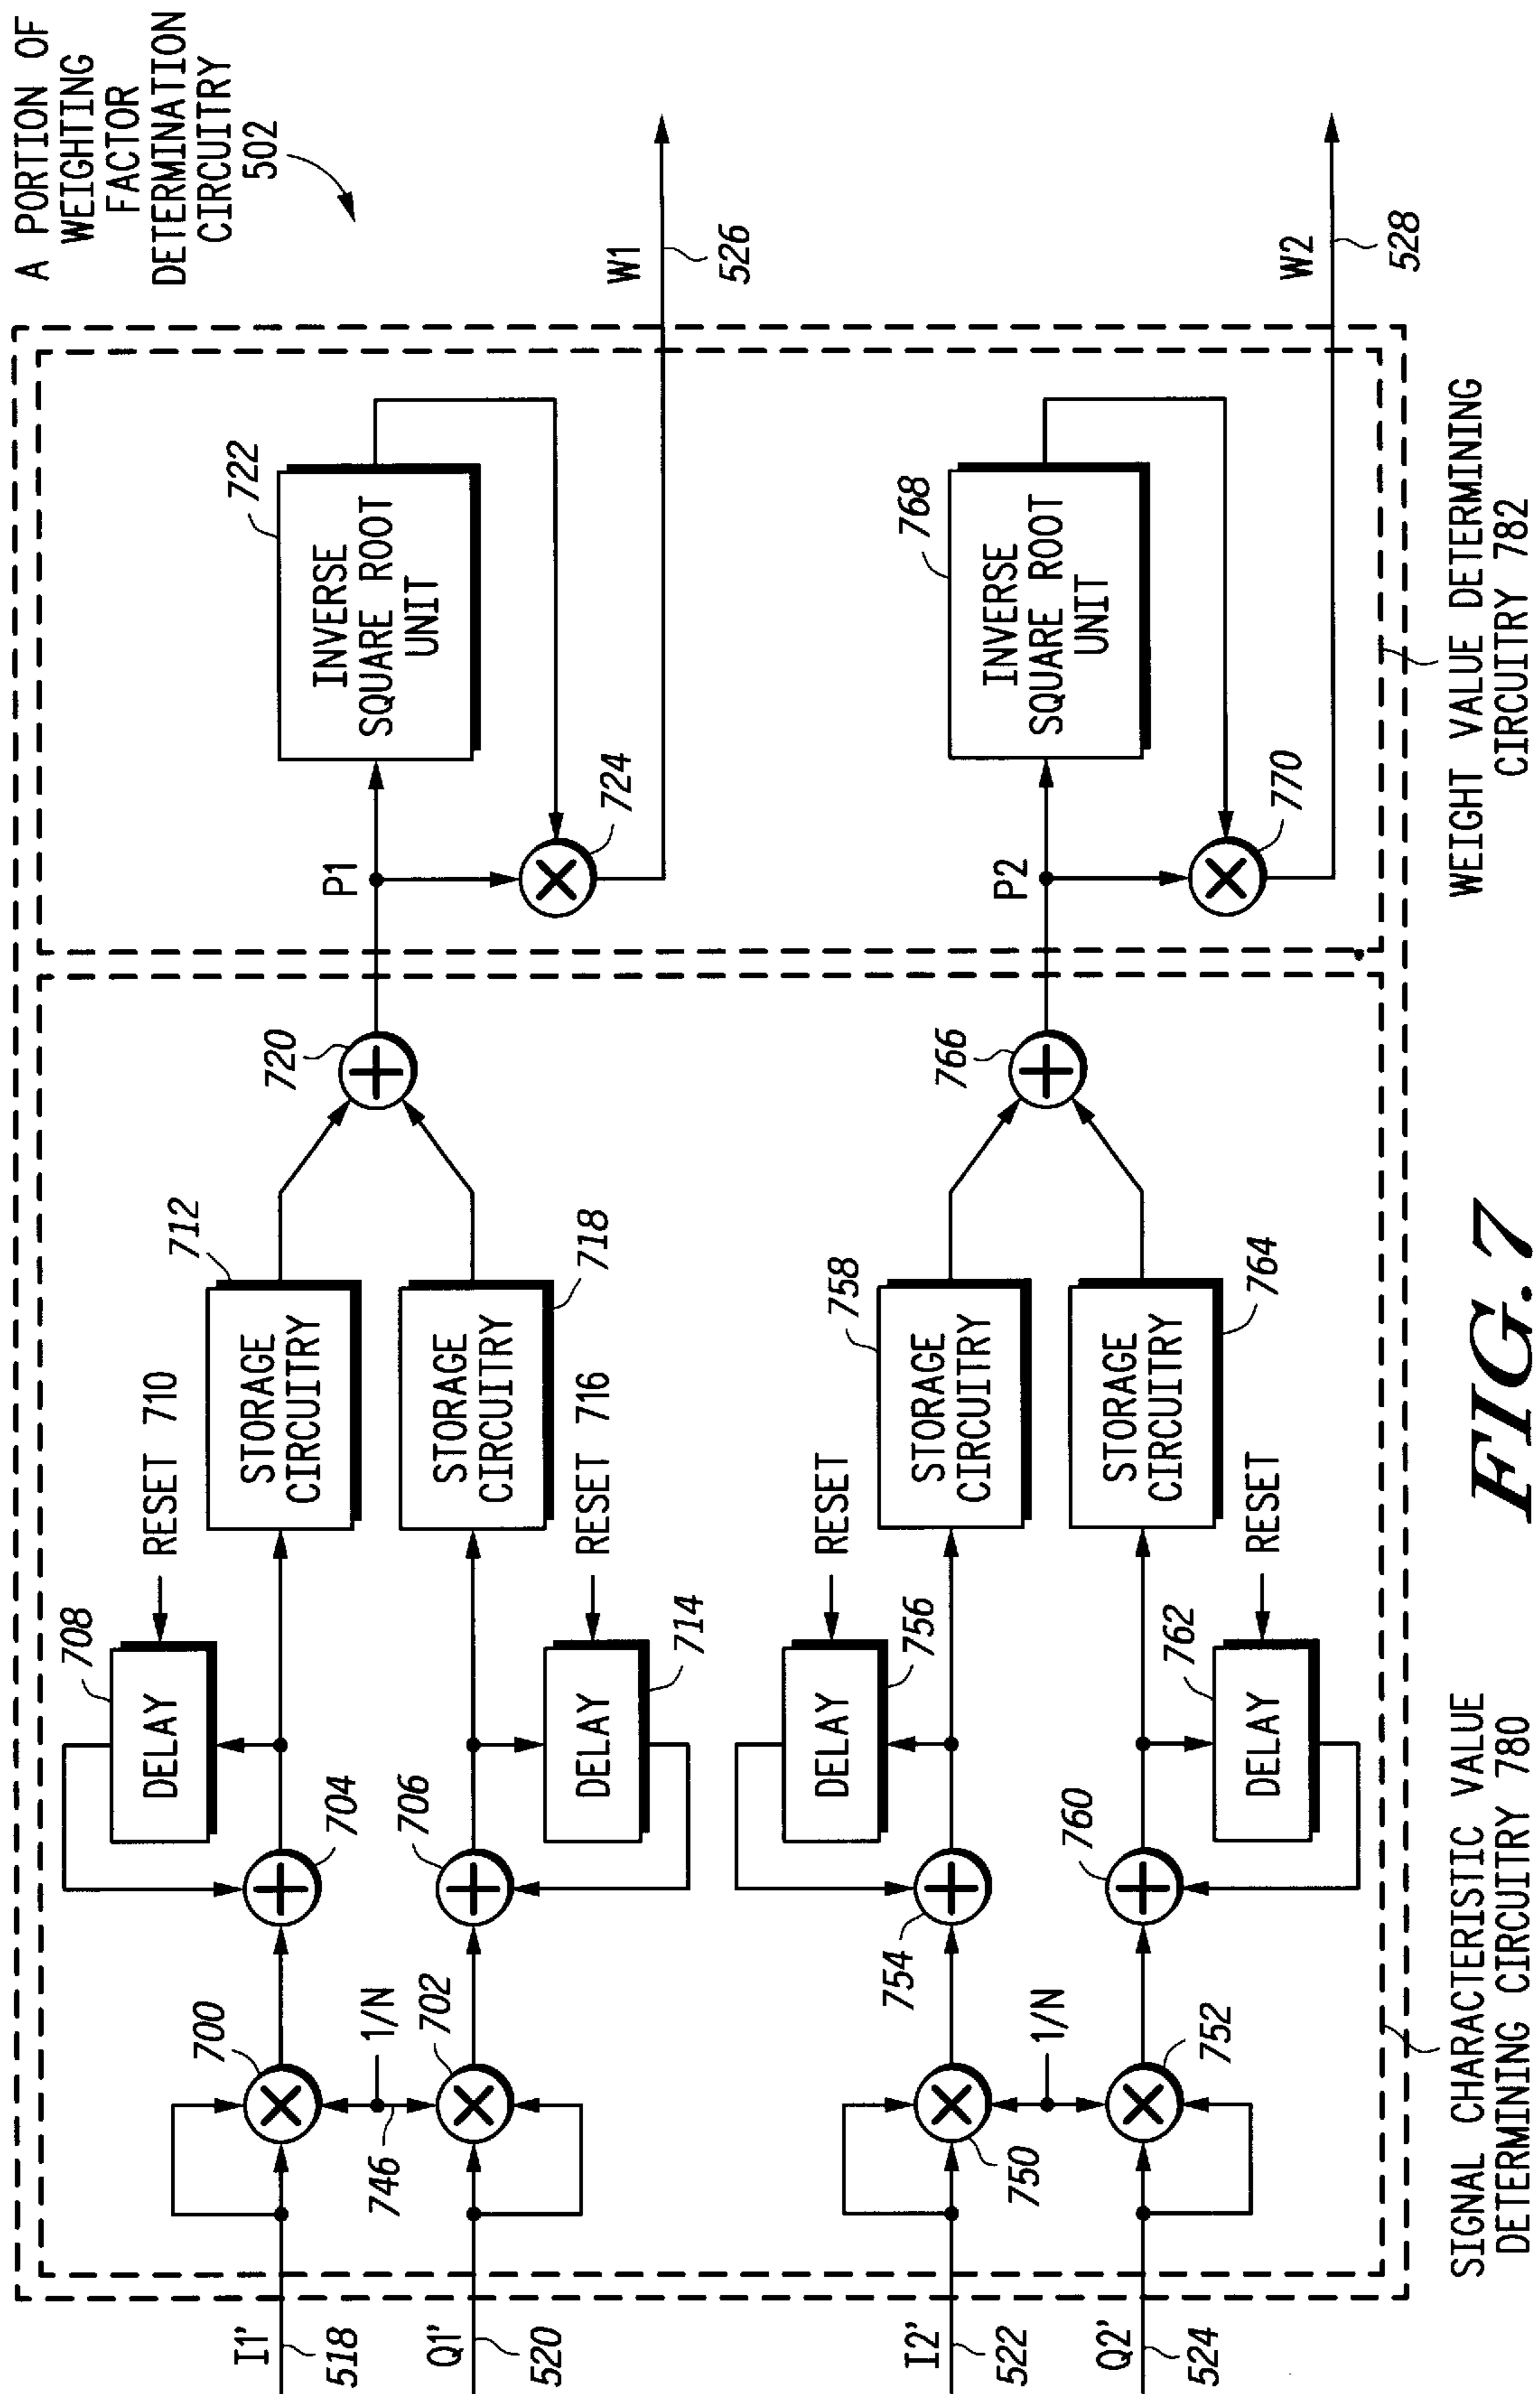 A PORTION OF
WEIGHTING
FACTOR
DETERMINATION
CIRCUITRY
502
I1'
518
Q1'
520
700
702
746
1/N
704
706
708
DELAY
RESET 710
714
DELAY
RESET 716
712
STORAGE
CIRCUITRY
718
STORAGE
CIRCUITRY
720
P1
722
INVERSE
SQUARE ROOT
UNIT
724
W1
526
I2'
522
Q2'
524
750
752
1/N
754
760
756
DELAY
RESET
762
DELAY
RESET
758
STORAGE
CIRCUITRY
764
STORAGE
CIRCUITRY
766
P2
768
INVERSE
SQUARE ROOT
UNIT
770
W2
528
SIGNAL CHARACTERISTIC VALUE
DETERMINING CIRCUITRY 780
WEIGHT VALUE DETERMINING
CIRCUITRY 782
FIG.7